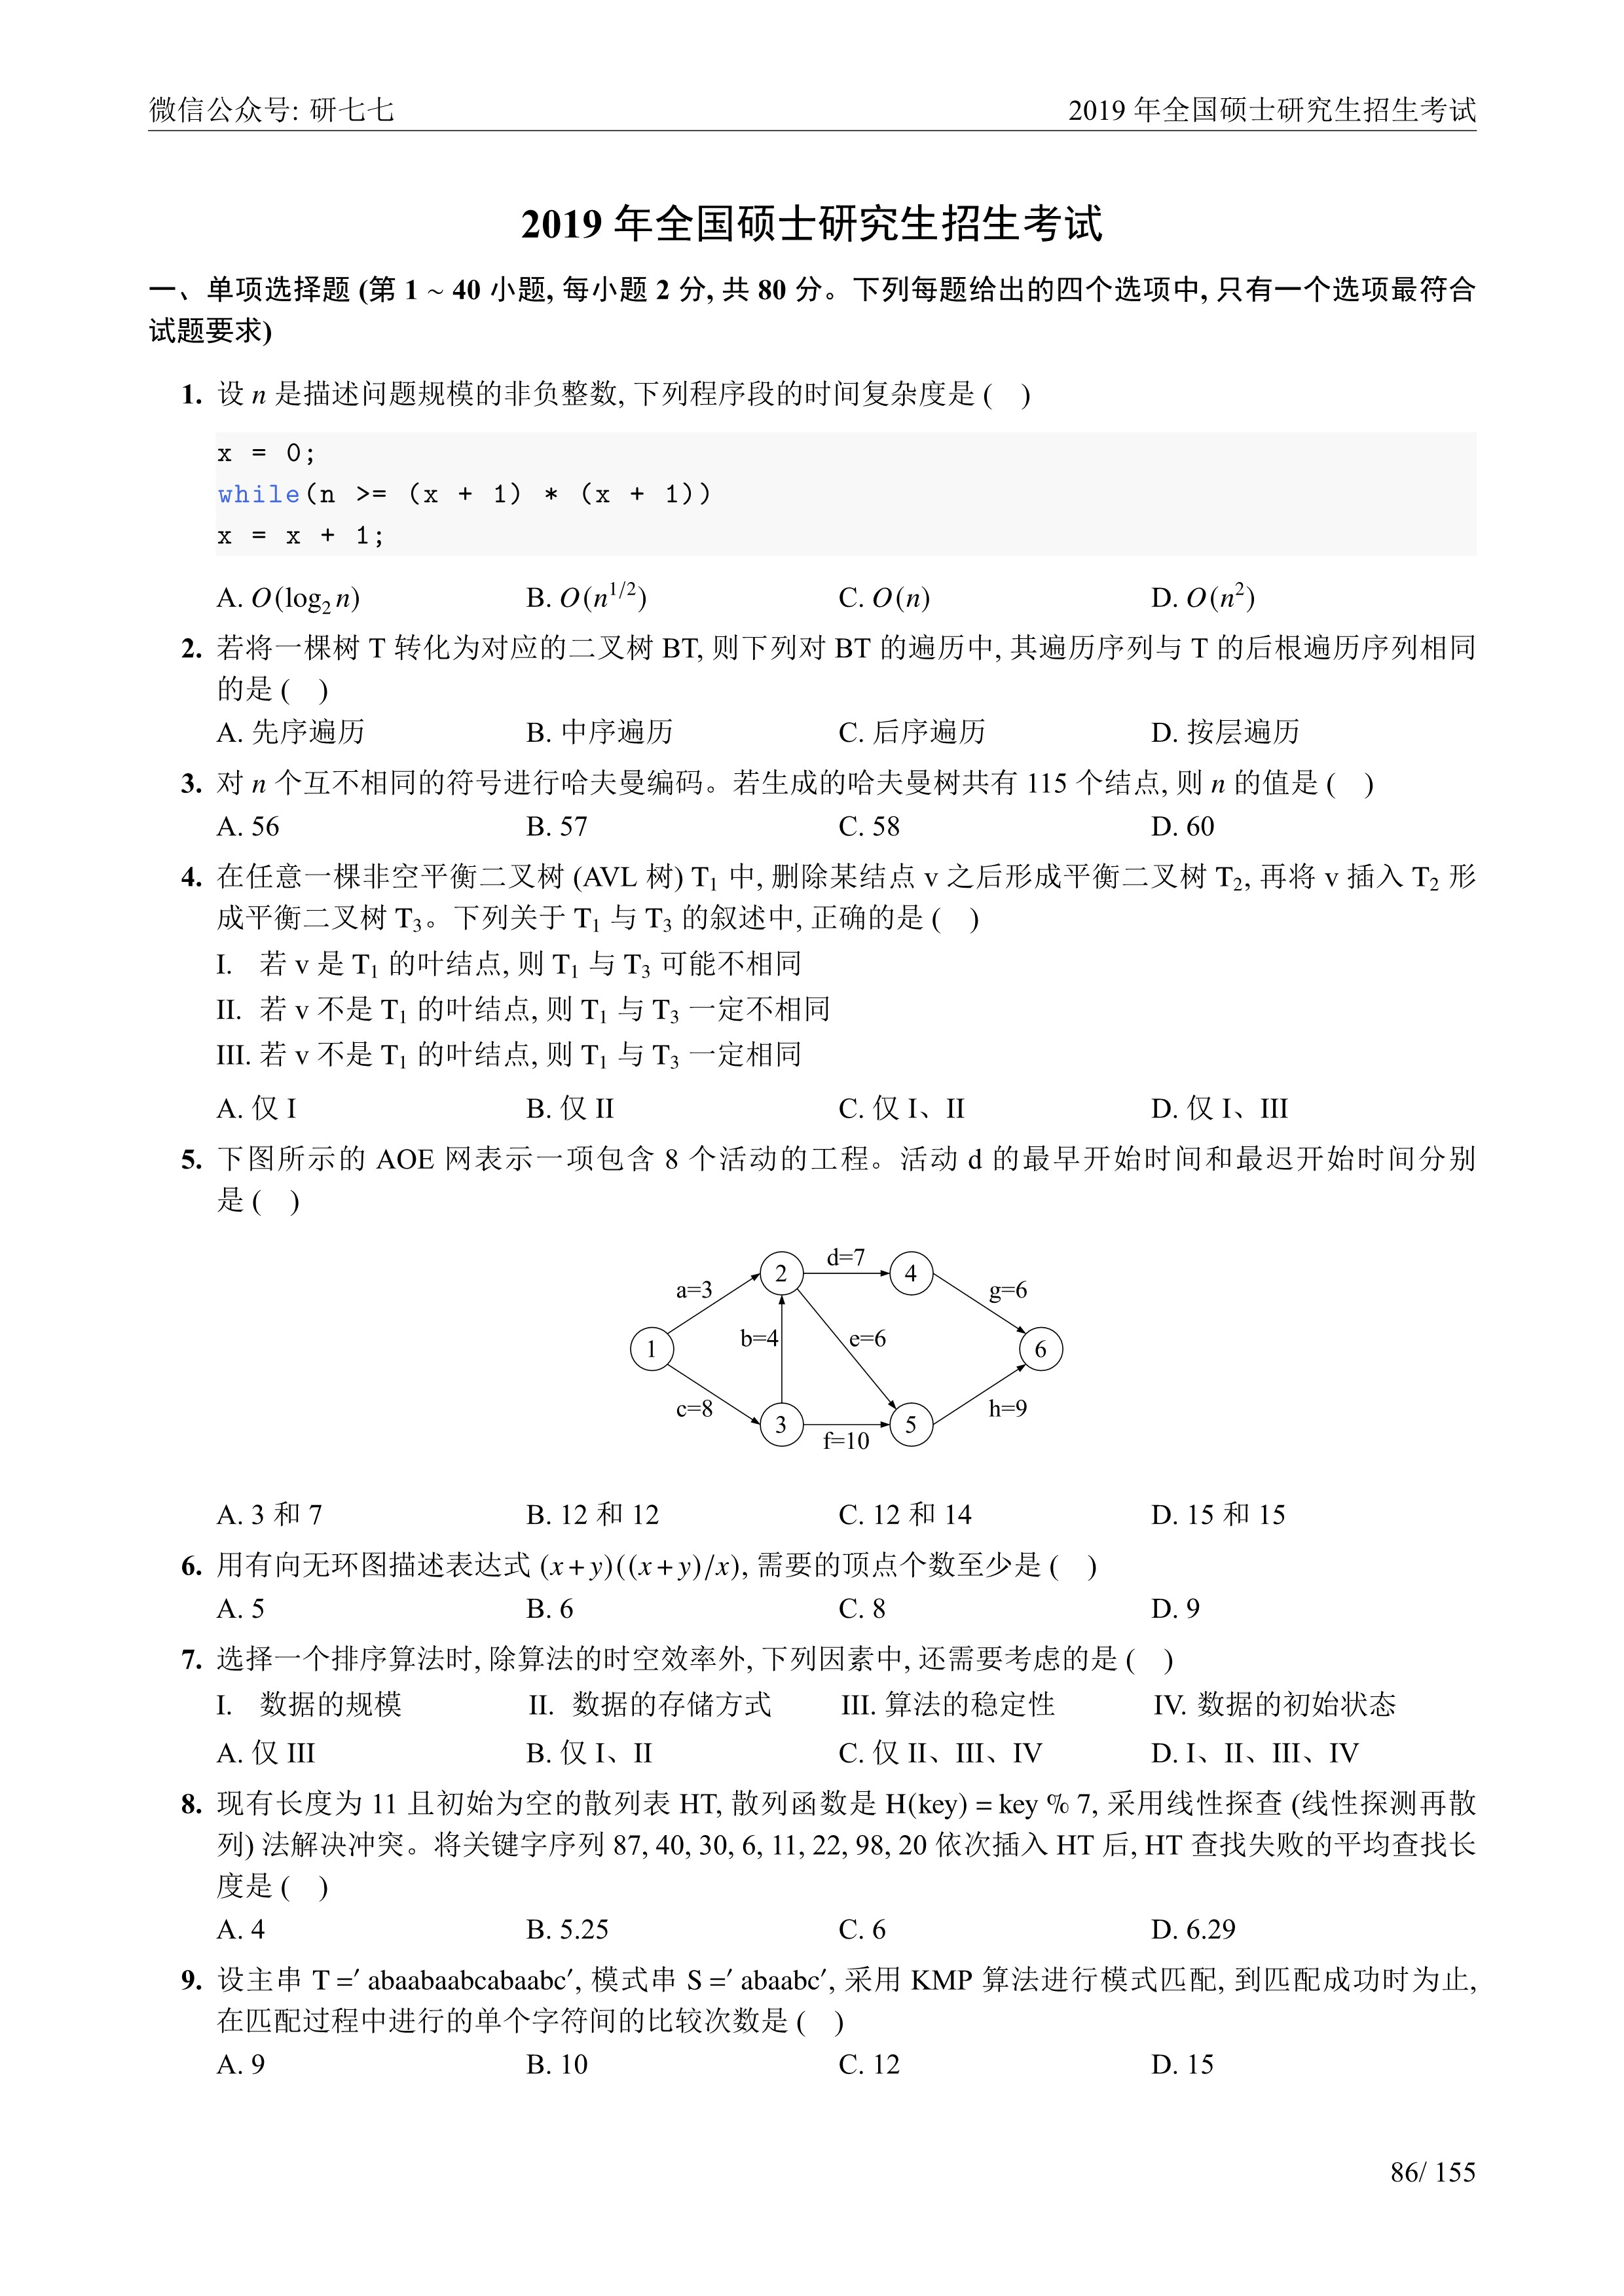 微信公众号: 研七七
2019 年全国硕士研究生招生考试
2019 年全国硕士研究生招生考试
一、单项选择题 (第 1 ~ 40 小题, 每小题 2 分, 共 80 分。下列每题给出的四个选项中, 只有一个选项最符合
试题要求)
1. 设 n 是描述问题规模的非负整数, 下列程序段的时间复杂度是 ( )
x = 0;
while(n >= (x + 1) * (x + 1))
x = x + 1;
A. O(log₂ n) B. O(n^{1/2}) C. O(n) D. O(n²)
2. 若将一棵树 T 转化为对应的二叉树 BT, 则下列对 BT 的遍历中, 其遍历序列与 T 的后根遍历序列相同
的是 ( )
A. 先序遍历 B. 中序遍历 C. 后序遍历 D. 按层遍历
3. 对 n 个互不相同的符号进行哈夫曼编码。若生成的哈夫曼树共有 115 个结点, 则 n 的值是 ( )
A. 56 B. 57 C. 58 D. 60
4. 在任意一棵非空平衡二叉树 (AVL 树) T₁ 中, 删除某结点 v 之后形成平衡二叉树 T₂, 再将 v 插入 T₂ 形
成平衡二叉树 T₃。下列关于 T₁ 与 T₃ 的叙述中, 正确的是 ( )
I. 若 v 是 T₁ 的叶结点, 则 T₁ 与 T₃ 可能不相同
II. 若 v 不是 T₁ 的叶结点, 则 T₁ 与 T₃ 一定不相同
III. 若 v 不是 T₁ 的叶结点, 则 T₁ 与 T₃ 一定相同
A. 仅 I B. 仅 II C. 仅 I、II D. 仅 I、III
5. 下图所示的 AOE 网表示一项包含 8 个活动的工程。活动 d 的最早开始时间和最迟开始时间分别
是 ( )
d=7
2 4
a=3 g=6
b=4 e=6
1 6
c=8 h=9
3 5
f=10
A. 3 和 7 B. 12 和 12 C. 12 和 14 D. 15 和 15
6. 用有向无环图描述表达式 (x+y)((x+y)/x), 需要的顶点个数至少是 ( )
A. 5 B. 6 C. 8 D. 9
7. 选择一个排序算法时, 除算法的时空效率外, 下列因素中, 还需要考虑的是 ( )
I. 数据的规模 II. 数据的存储方式 III. 算法的稳定性 IV. 数据的初始状态
A. 仅 III B. 仅 I、II C. 仅 II、III、IV D. I、II、III、IV
8. 现有长度为 11 且初始为空的散列表 HT, 散列函数是 H(key) = key % 7, 采用线性探查 (线性探测再散
列) 法解决冲突。将关键字序列 87, 40, 30, 6, 11, 22, 98, 20 依次插入 HT 后, HT 查找失败的平均查找长
度是 ( )
A. 4 B. 5.25 C. 6 D. 6.29
9. 设主串 T =′ abaabaabcabaabc′, 模式串 S =′ abaabc′, 采用 KMP 算法进行模式匹配, 到匹配成功时为止,
在匹配过程中进行的单个字符间的比较次数是 ( )
A. 9 B. 10 C. 12 D. 15
86/ 155